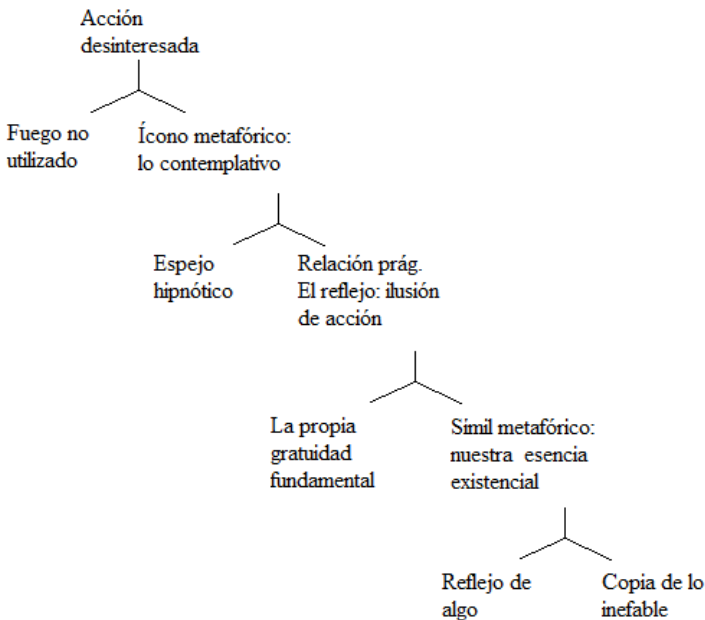 Acción
desinteresada
Fuego no
utilizado
Ícono metafórico:
lo contemplativo
Espejo
hipnótico
Relación prág.
El reflejo: ilusión
de acción
La propia
gratuidad
fundamental
Simil metafórico:
nuestra esencia
existencial
Reflejo de
algo
Copia de lo
inefable